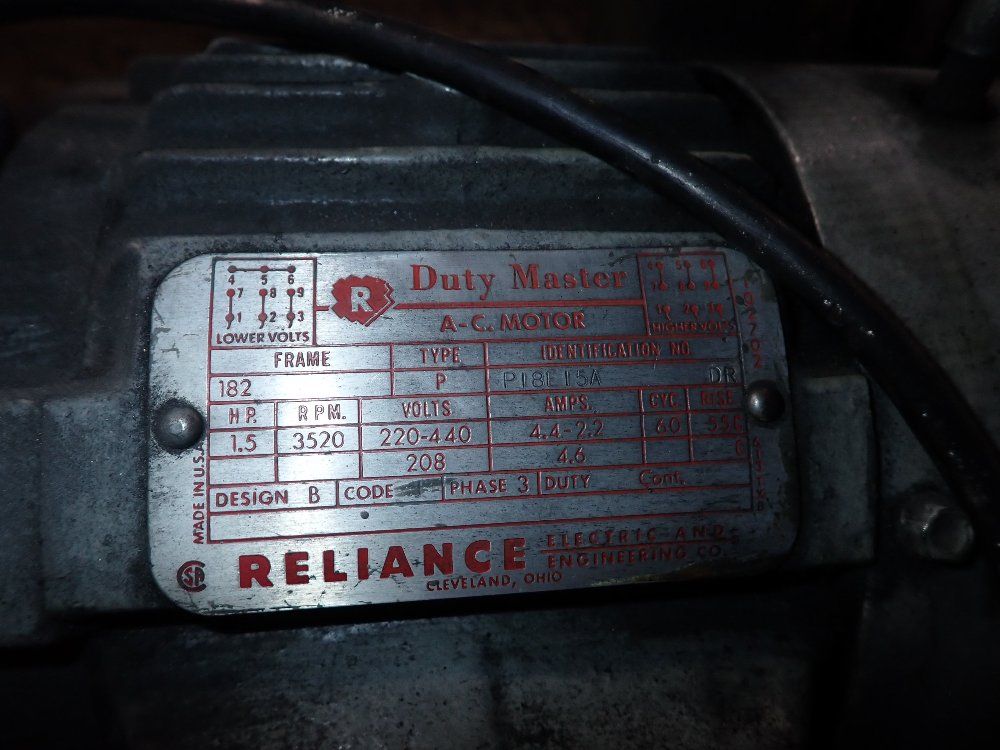 4 5 6
7 8 9
1 2 3
LOWER VOLTS
R
Duty Master
A-C. MOTOR
HIGHER VOLTS
FRAME TYPE IDENTIFICATION NO.
182 P P18E15A DR
H.P. R.P.M. VOLTS AMPS. CYC. RISE
1.5 3520 220-440 4.4-2.2 60 55C
208 4.6
DESIGN B CODE PHASE 3 DUTY Cont.
MADE IN U.S.A.
RELIANCE ELECTRIC AND
ENGINEERING CO.
CLEVELAND, OHIO